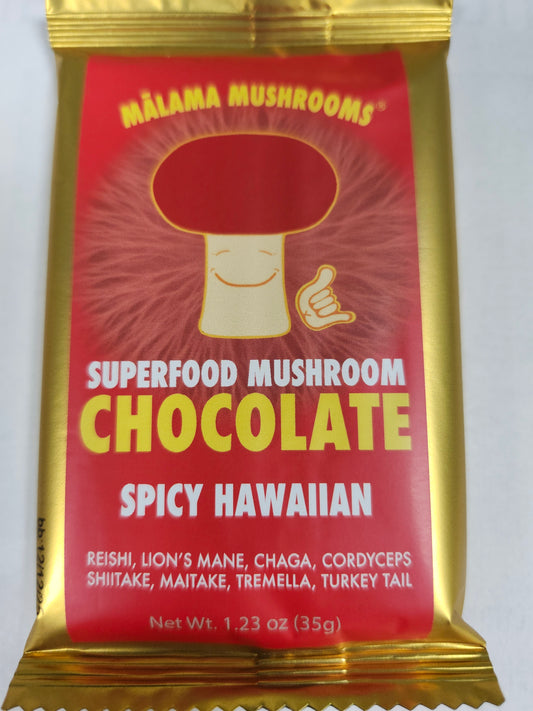 MĀLAMA MUSHROOMS®
SUPERFOOD MUSHROOM
CHOCOLATE
SPICY HAWAIIAN
REISHI, LION'S MANE, CHAGA, CORDYCEPS
SHIITAKE, MAITAKE, TREMELLA, TURKEY TAIL
Net Wt. 1.23 oz (35g)